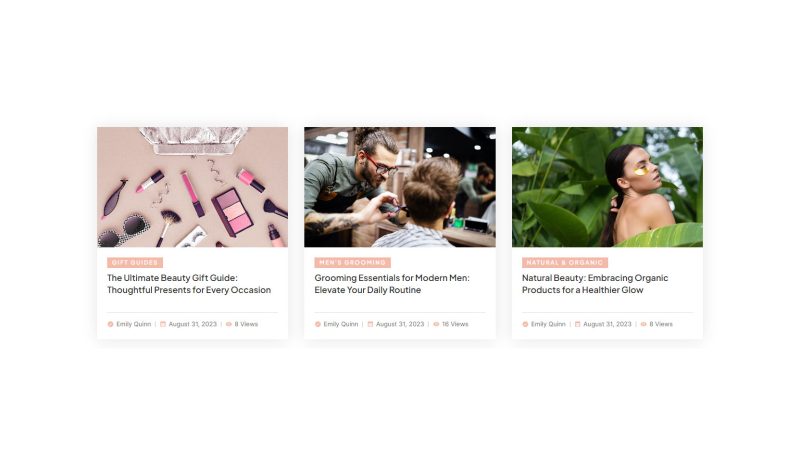 GIFT GUIDES
The Ultimate Beauty Gift Guide:
Thoughtful Presents for Every Occasion
Emily Quinn | August 31, 2023 | 8 Views
MEN'S GROOMING
Grooming Essentials for Modern Men:
Elevate Your Daily Routine
Emily Quinn | August 31, 2023 | 16 Views
NATURAL & ORGANIC
Natural Beauty: Embracing Organic
Products for a Healthier Glow
Emily Quinn | August 31, 2023 | 8 Views